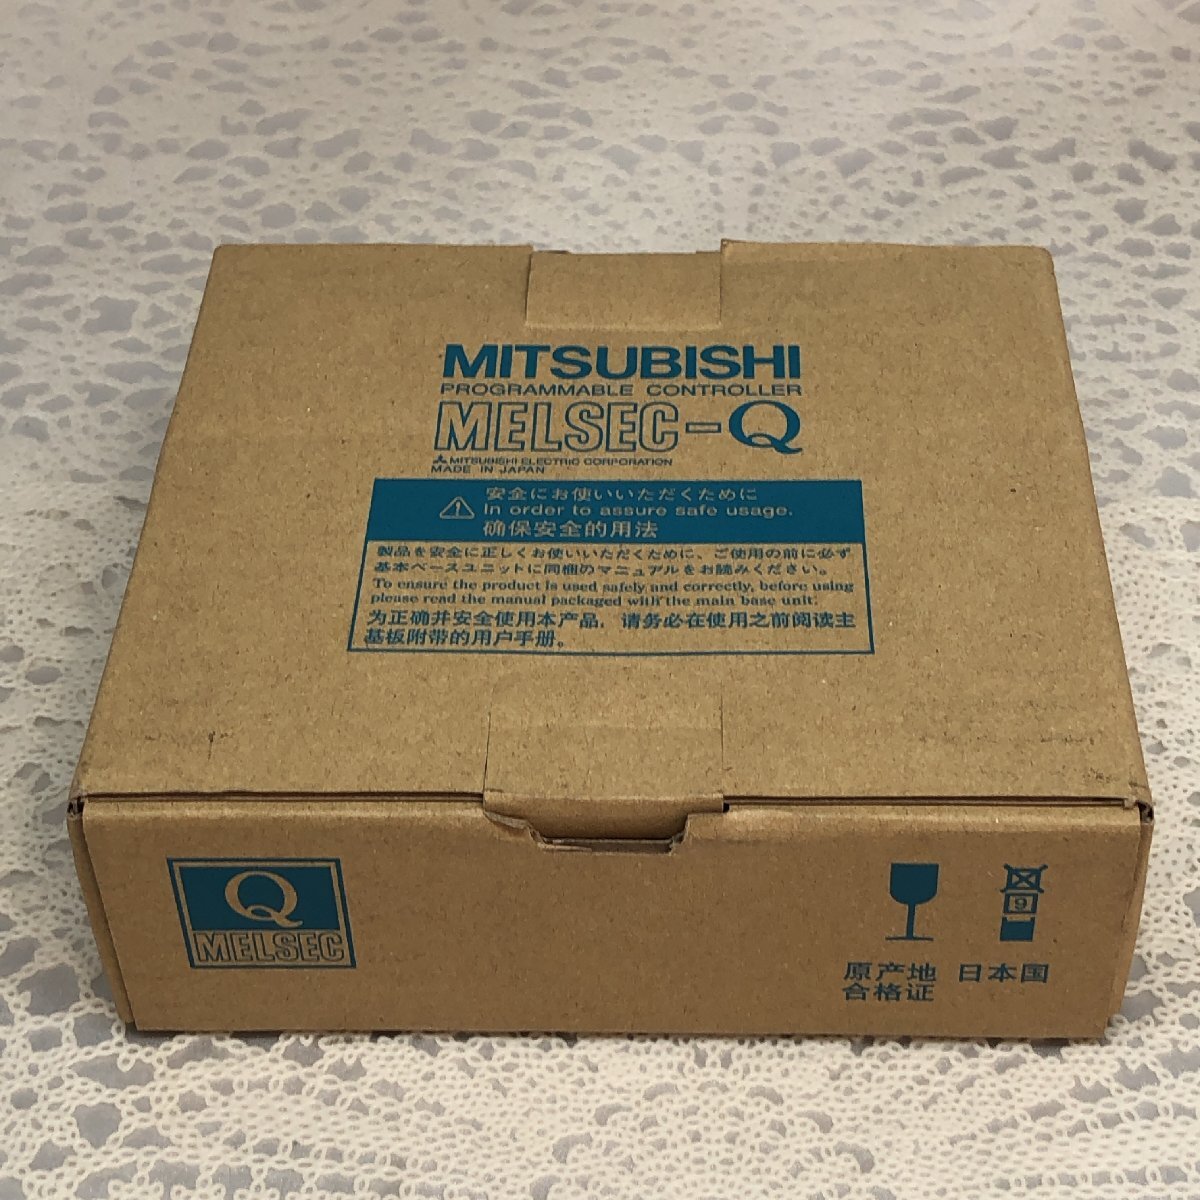 MITSUBISHI
PROGRAMMABLE CONTROLLER
MELSEC-Q
MITSUBISHI ELECTRIC CORPORATION
MADE IN JAPAN
安全にお使いいただくために
In order to assure safe usage.
确保安全的用法
製品を安全に正しくお使いいただくために、ご使用の前に必ず
基本ベースユニットに同梱のマニュアルをお読みください。
To ensure the product is used safely and correctly, before using
please read the manual packaged with the main base unit.
为正确并安全使用本产品，请务必在使用之前阅读主
基板附带的用户手册。
Q
MELSEC
9
原产地 日本国
合格证